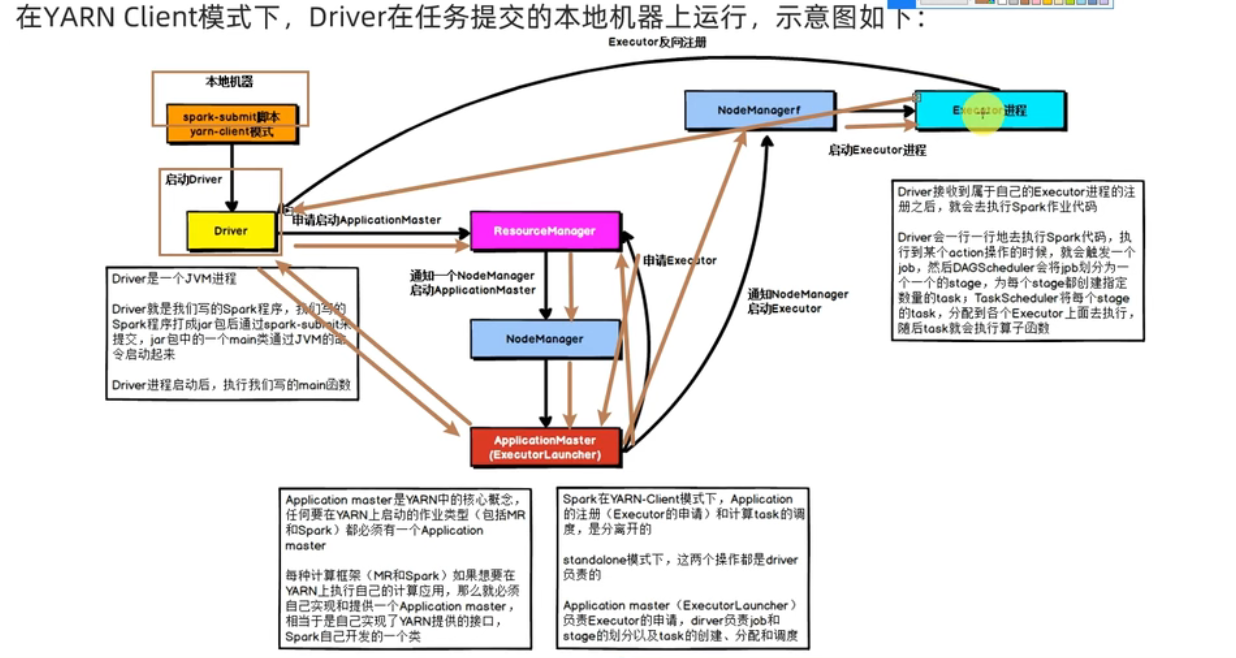 在YARN Client模式下，Driver在任务提交的本地机器上运行，示意图如下：
Executor反向注册
本地机器
spark-submit脚本
yarn-client模式
NodeManagerf
Executor进程
启动Executor进程
启动Driver
Driver
申请启动ApplicationMaster
ResourceManager
申请Executor
通知一个NodeManager
启动ApplicationMaster
通知NodeManager
启动Executor
NodeManager
ApplicationMaster
(ExecutorLauncher)
Driver接收到属于自己的Executor进程的注
册之后，就会去执行Spark作业代码
Driver会一行一行地去执行Spark代码，执
行到某个action操作的时候，就会触发一个
job，然后DAGScheduler会将jpb划分为一
个一个的stage，为每个stage都创建指定
数量的task；TaskScheduler将每个stage
的task，分配到各个Executor上面去执行，
随后task就会执行算子函数
Driver是一个JVM进程
Driver就是我们写的Spark程序，我们写的
Spark程序打成jar包后通过spark-submit来
提交，jar包中的一个main类通过JVM的命
令启动起来
Driver进程启动后，执行我们写的main函数
Application master是YARN中的核心概念，
任何要在YARN上启动的作业类型（包括MR
和Spark）都必须有一个Application
master
每种计算框架（MR和Spark）如果想要在
YARN上执行自己的计算应用，那么就必须
自己实现和提供一个Application master，
相当于是自己实现了YARN提供的接口，
Spark自己开发的一个类
Spark在YARN-Client模式下，Application
的注册（Executor的申请）和计算task的调
度，是分离开的
standalone模式下，这两个操作都是driver
负责的
Application master（ExecutorLauncher）
负责Executor的申请，dirver负责job和
stage的划分以及task的创建、分配和调度